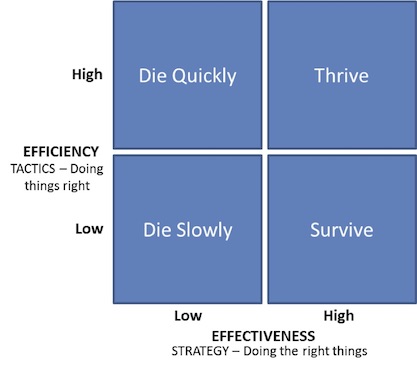 High
Die Quickly
Thrive
EFFICIENCY
TACTICS – Doing
things right
Low
Die Slowly
Survive
Low
High
EFFECTIVENESS
STRATEGY – Doing the right things